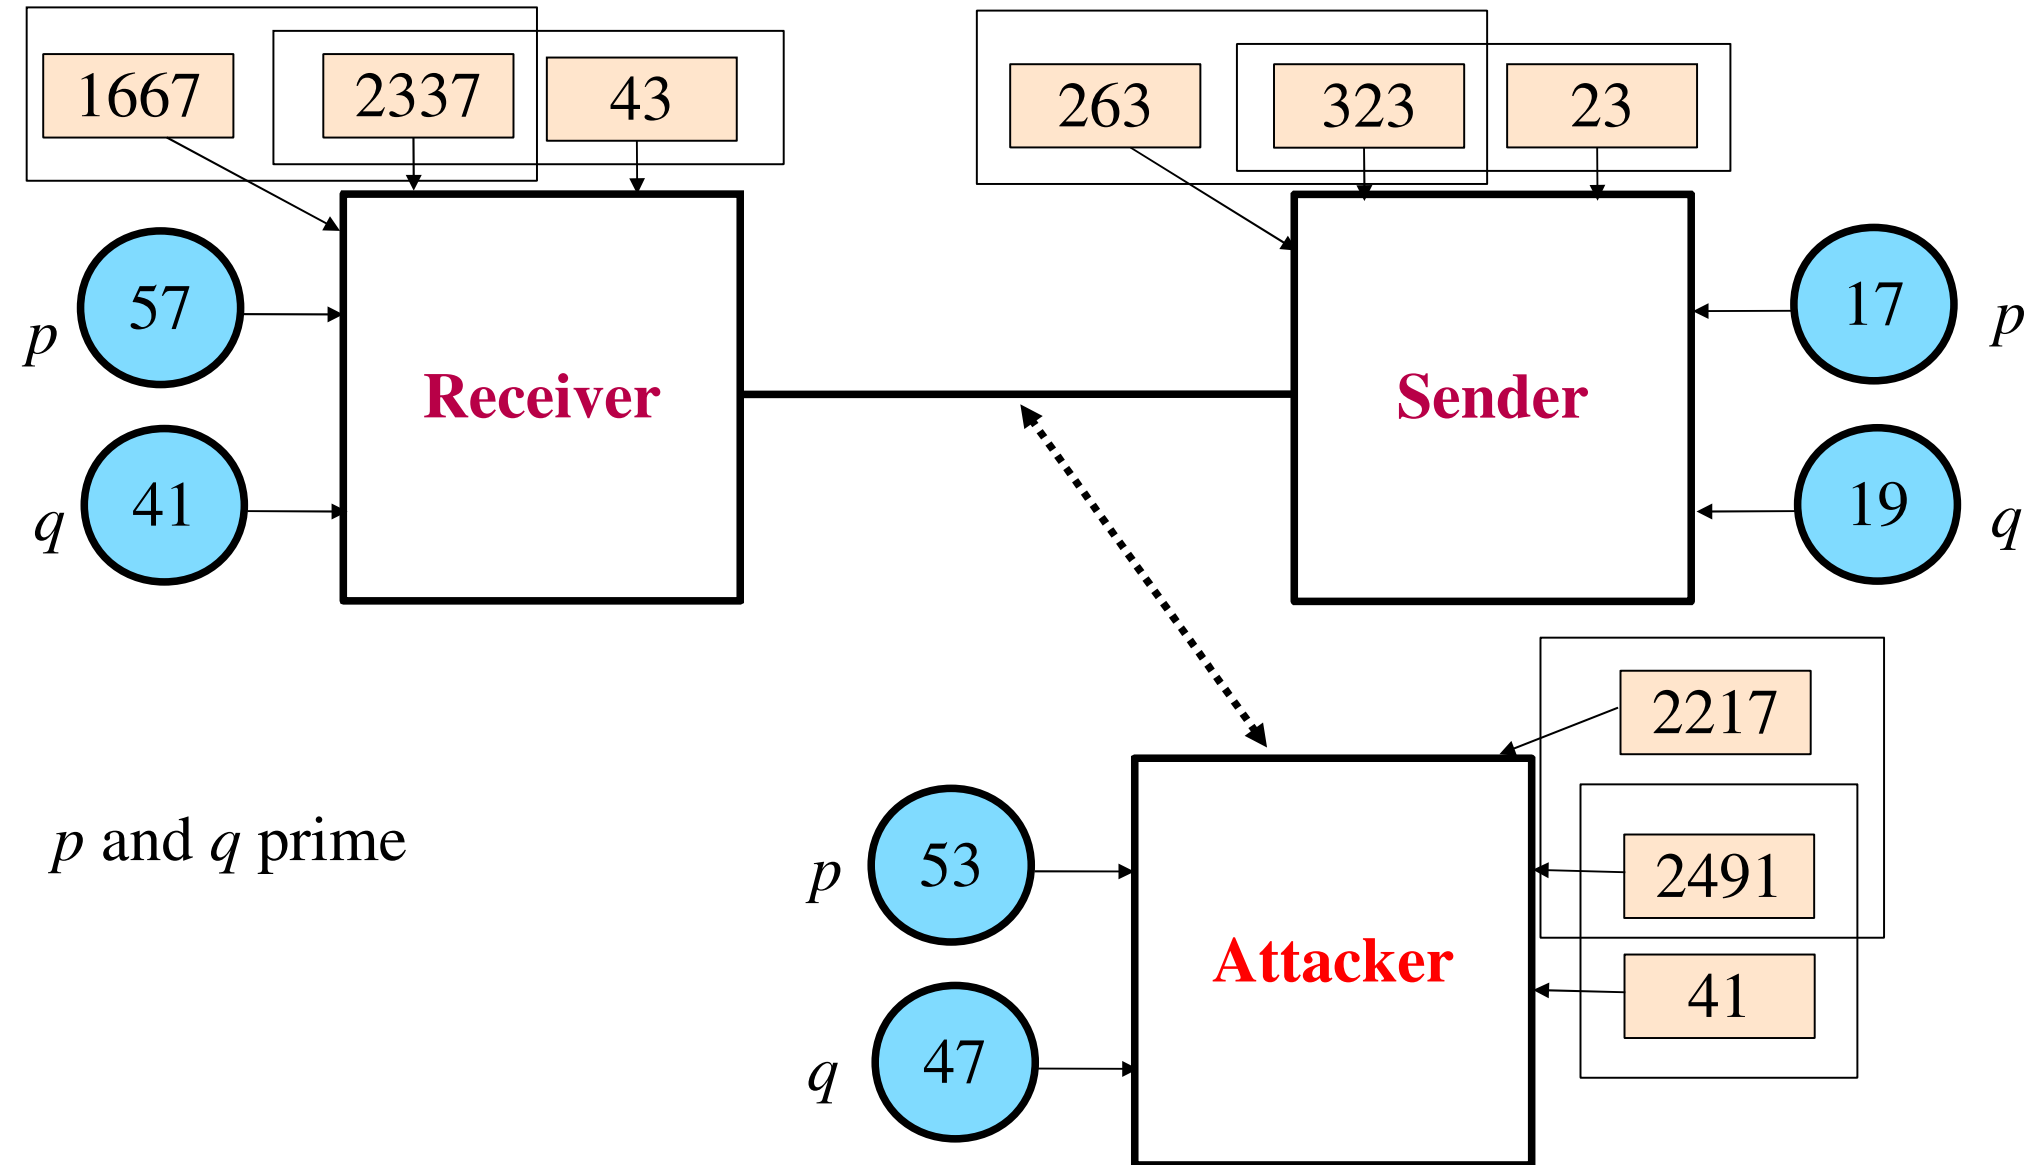 1667
2337
43
263
323
23
57
p
41
q
Receiver
Sender
17
p
19
q
2217
2491
41
p and q prime
p
53
q
47
Attacker